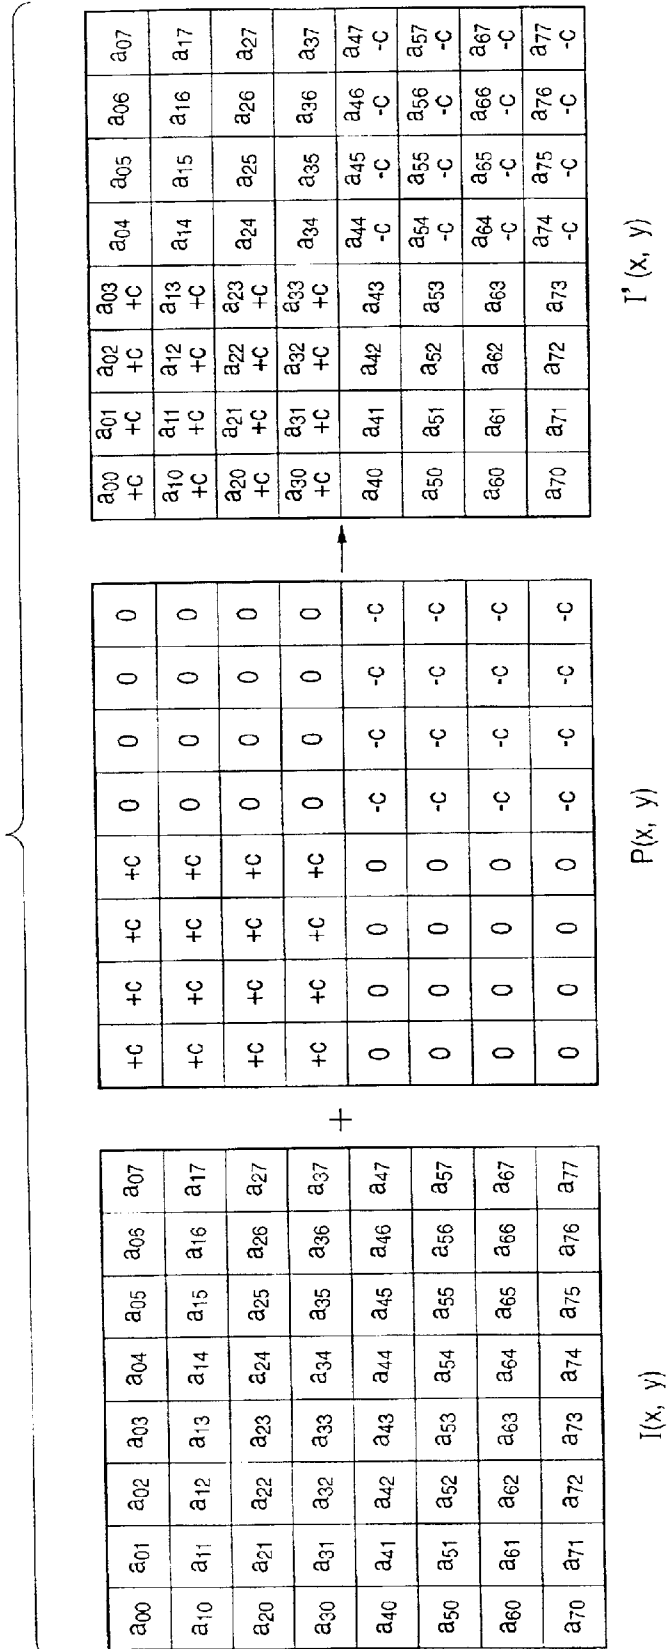 a00 a01 a02 a03 a04 a05 a05 a07
a10 a11 a12 a13 a14 a15 a16 a17
a20 a21 a22 a23 a24 a25 a26 a27
a30 a31 a32 a33 a34 a35 a36 a37
a40 a41 a42 a43 a44 a45 a46 a47
a50 a51 a52 a53 a54 a55 a56 a57
a60 a61 a62 a63 a64 a65 a66 a67
a70 a71 a72 a73 a74 a75 a76 a77
I(x, y)
+
+C +C +C +C 0 0 0 0
+C +C +C +C 0 0 0 0
+C +C +C +C 0 0 0 0
+C +C +C +C 0 0 0 0
0 0 0 0 -C -C -C -C
0 0 0 0 -C -C -C -C
0 0 0 0 -C -C -C -C
0 0 0 0 -C -C -C -C
P(x, y)
a00 a01 a02 a03 a04 a05 a06 a07
+C +C +C +C
a10 a11 a12 a13 a14 a15 a16 a17
+C +C +C +C
a20 a21 a22 a23 a24 a25 a26 a27
+C +C +C +C
a30 a31 a32 a33 a34 a35 a36 a37
+C +C +C +C
a40 a41 a42 a43 a44 a45 a46 a47
-C -C -C -C
a50 a51 a52 a53 a54 a55 a56 a57
-C -C -C -C
a60 a61 a62 a63 a64 a65 a66 a67
-C -C -C -C
a70 a71 a72 a73 a74 a75 a76 a77
-C -C -C -C
I'(x, y)